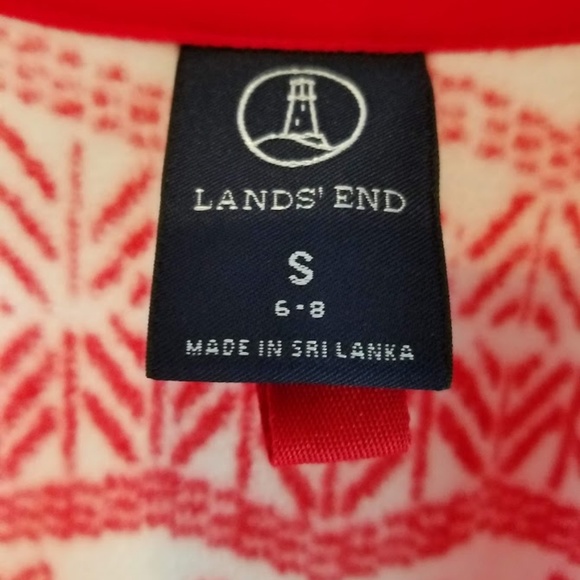 LANDS' END
S
6-8
MADE IN SRI LANKA